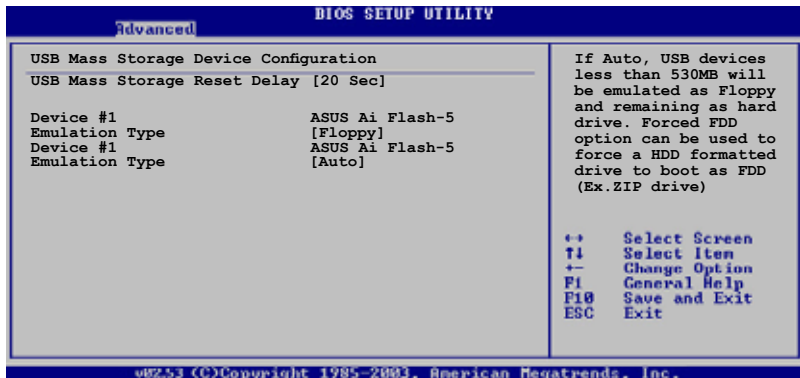 BIOS SETUP UTILITY
Advanced
USB Mass Storage Device Configuration
USB Mass Storage Reset Delay [20 Sec]
Device #1 ASUS Ai Flash-5
Emulation Type [Floppy]
Device #1 ASUS Ai Flash-5
Emulation Type [Auto]
If Auto, USB devices
less than 530MB will
be emulated as Floppy
and remaining as hard
drive. Forced FDD
option can be used to
force a HDD formatted
drive to boot as FDD
(Ex.ZIP drive)
↔ Select Screen
↑↓ Select Item
+- Change Option
F1 General Help
F10 Save and Exit
ESC Exit
v02.53 (C)Copyright 1985-2003, American Megatrends, Inc.